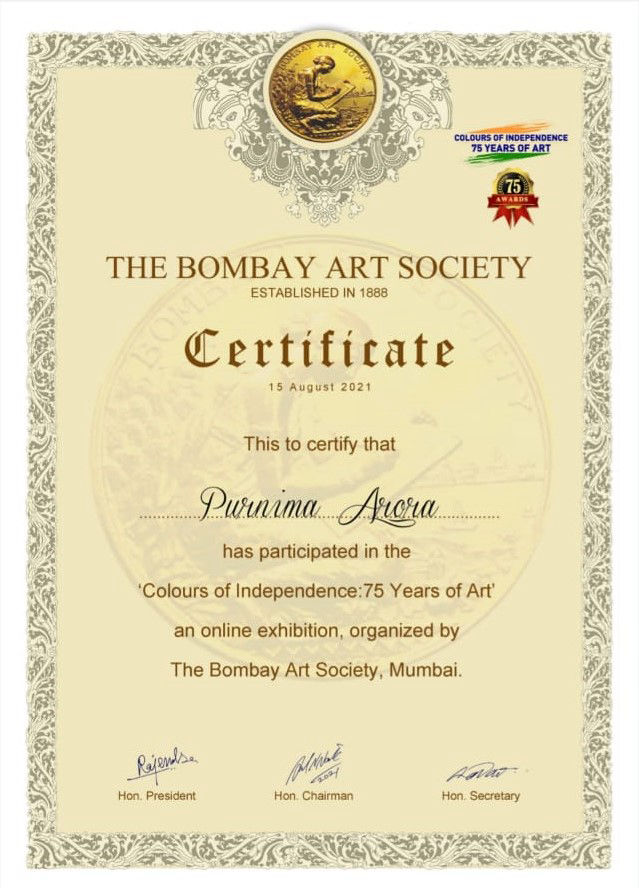 BOMBAY ART SOCIETY
COLOURS OF INDEPENDENCE
75 YEARS OF ART
75
AWARDS
THE BOMBAY ART SOCIETY
ESTABLISHED IN 1888
Certificate
15 August 2021
This to certify that
Purnima Arora
has participated in the
‘Colours of Independence:75 Years of Art’
an online exhibition, organized by
The Bombay Art Society, Mumbai.
Hon. President
Hon. Chairman
Hon. Secretary